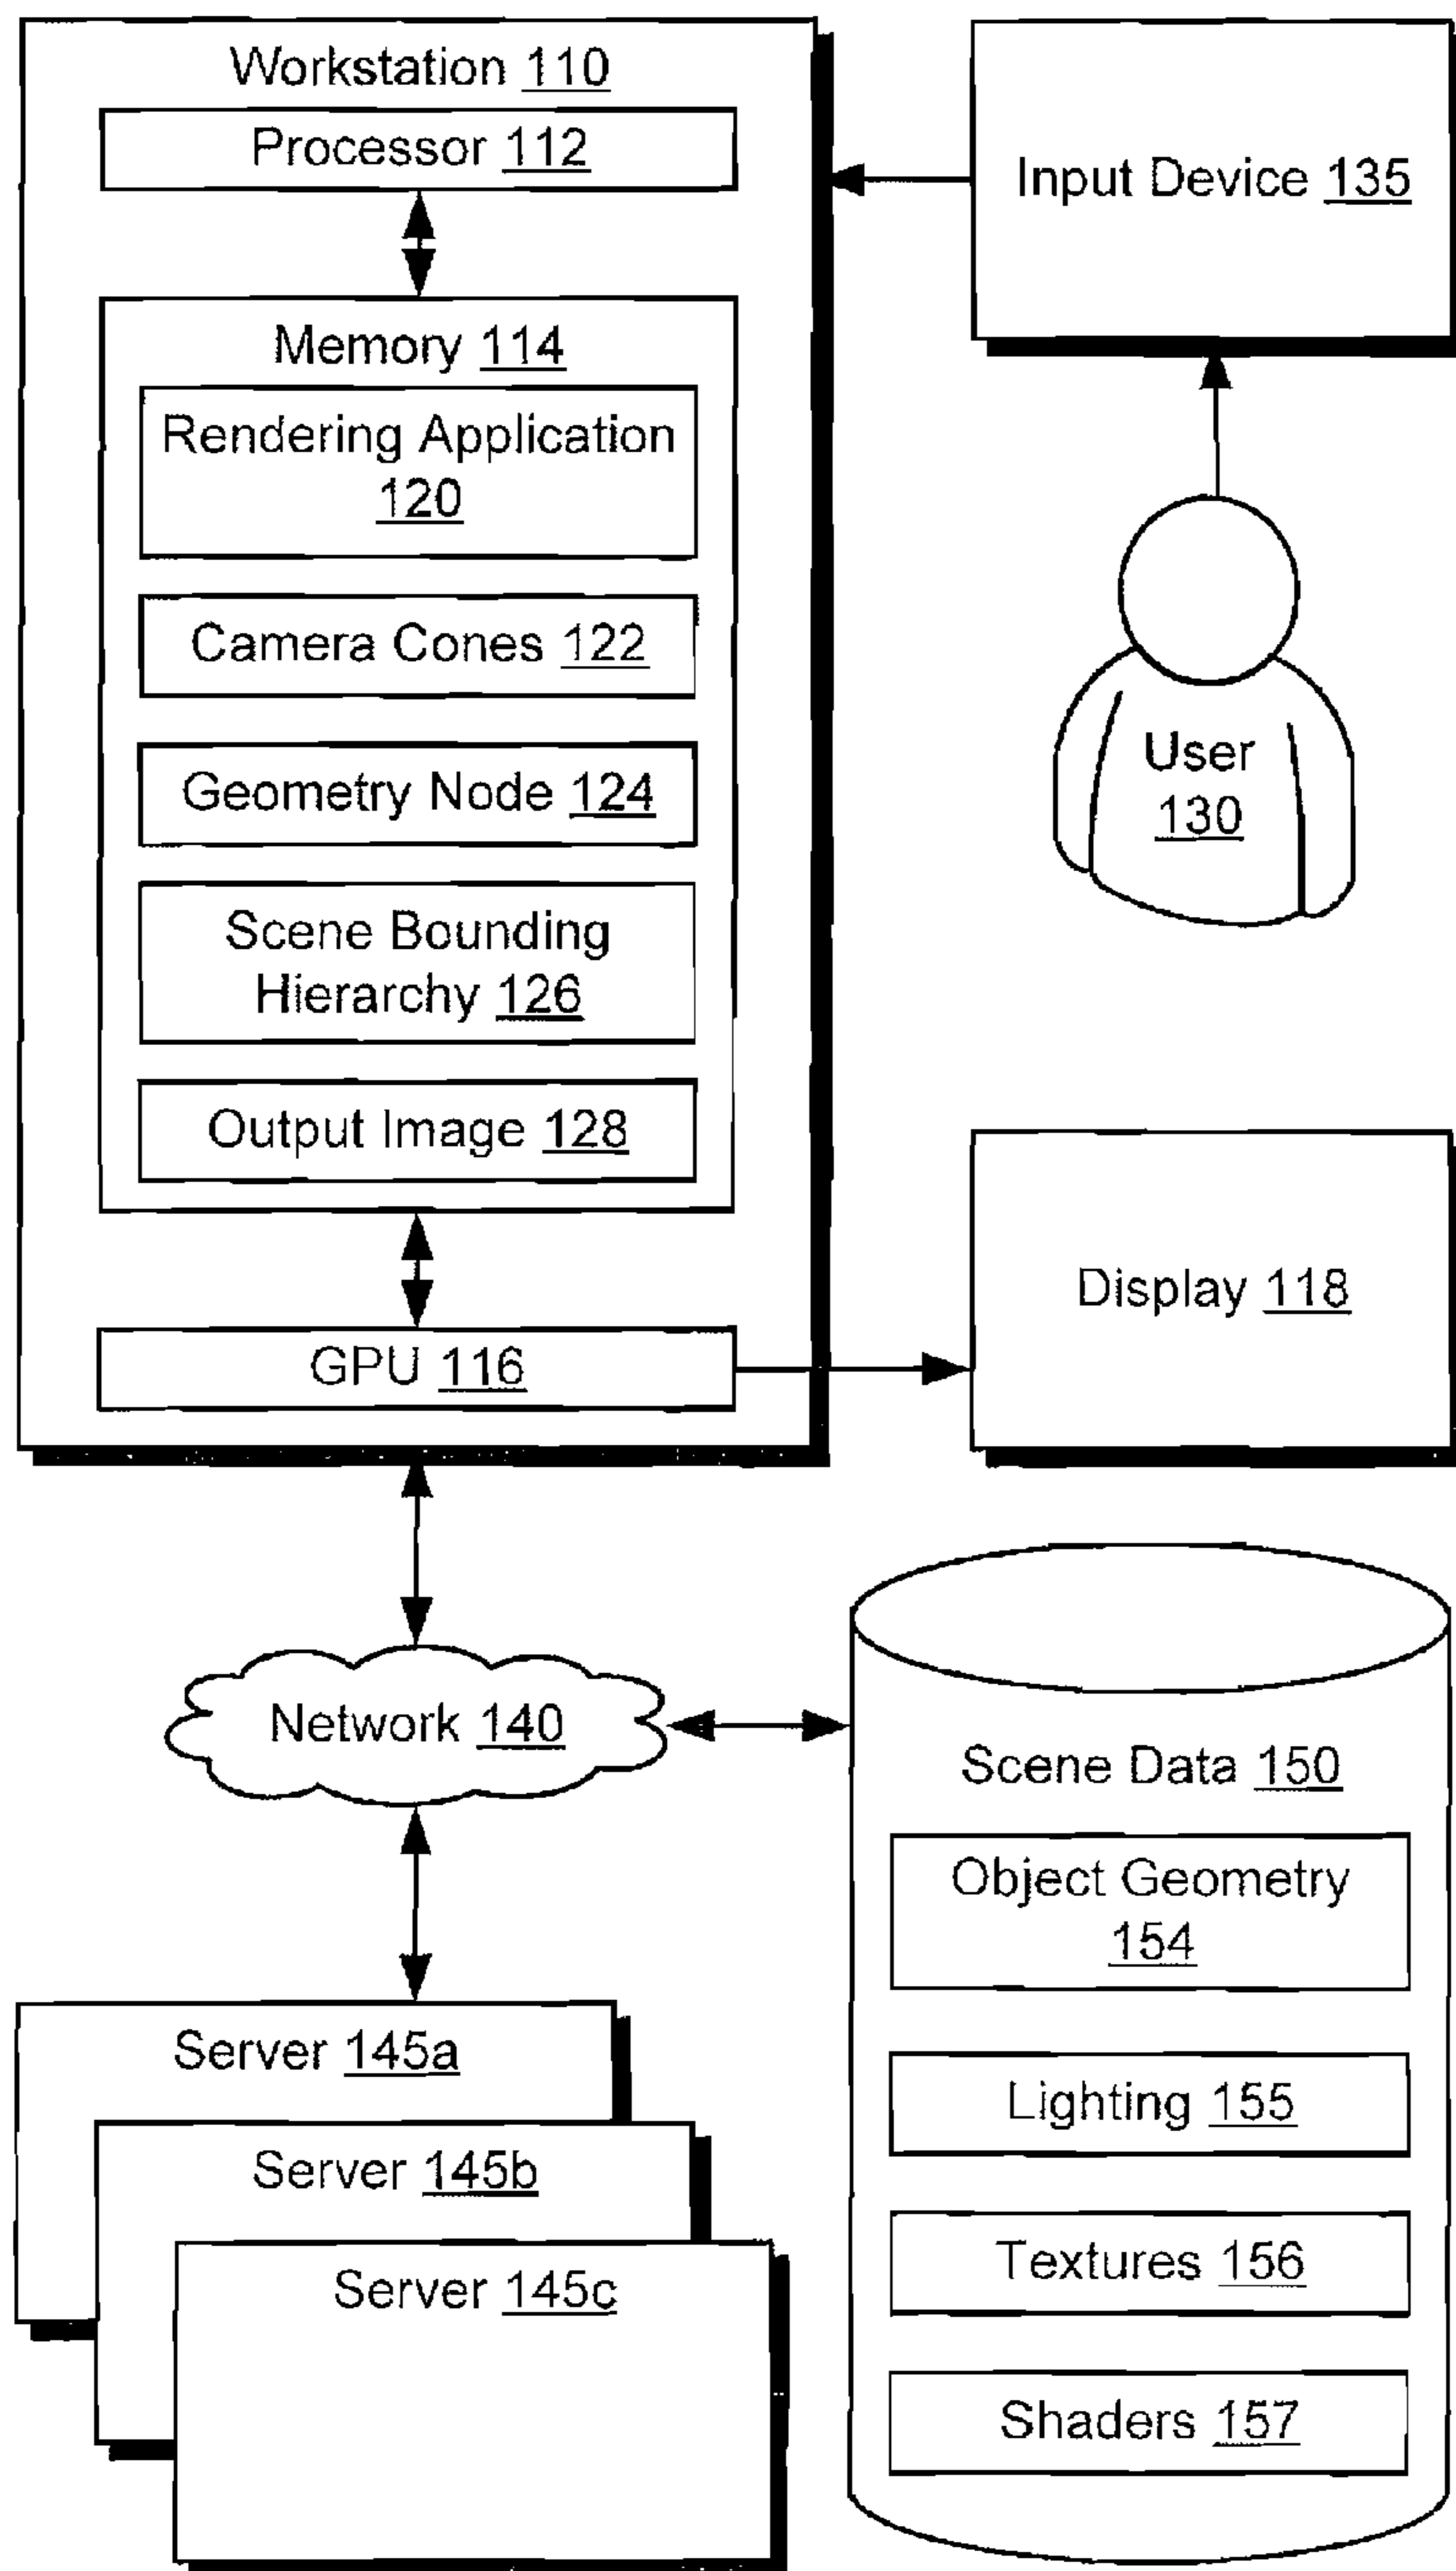 Workstation 110
Processor 112
Memory 114
Rendering Application
120
Camera Cones 122
Geometry Node 124
Scene Bounding
Hierarchy 126
Output Image 128
GPU 116
Input Device 135
User
130
Display 118
Network 140
Server 145a
Server 145b
Server 145c
Scene Data 150
Object Geometry
154
Lighting 155
Textures 156
Shaders 157